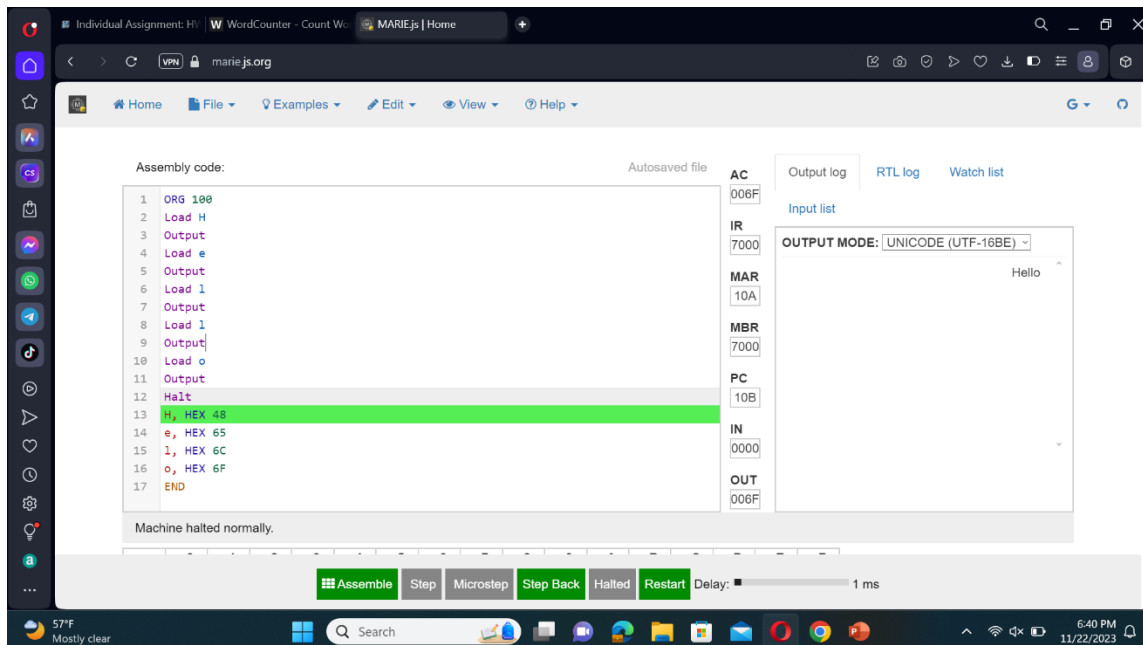 Individual Assignment: HW
W WordCounter - Count Wo
MARIE.js | Home
VPN marie.js.org
Home File Examples Edit View Help G
Assembly code: Autosaved file
1 ORG 100
2 Load H
3 Output
4 Load e
5 Output
6 Load l
7 Output
8 Load l
9 Output
10 Load o
11 Output
12 Halt
13 H, HEX 48
14 e, HEX 65
15 l, HEX 6C
16 o, HEX 6F
17 END
AC
006F
IR
7000
MAR
10A
MBR
7000
PC
10B
IN
0000
OUT
006F
Output log RTL log Watch list
Input list
OUTPUT MODE: UNICODE (UTF-16BE)
Hello
Machine halted normally.
Assemble Step Microstep Step Back Halted Restart Delay: 1 ms
57°F
Mostly clear
Search
6:40 PM
11/22/2023